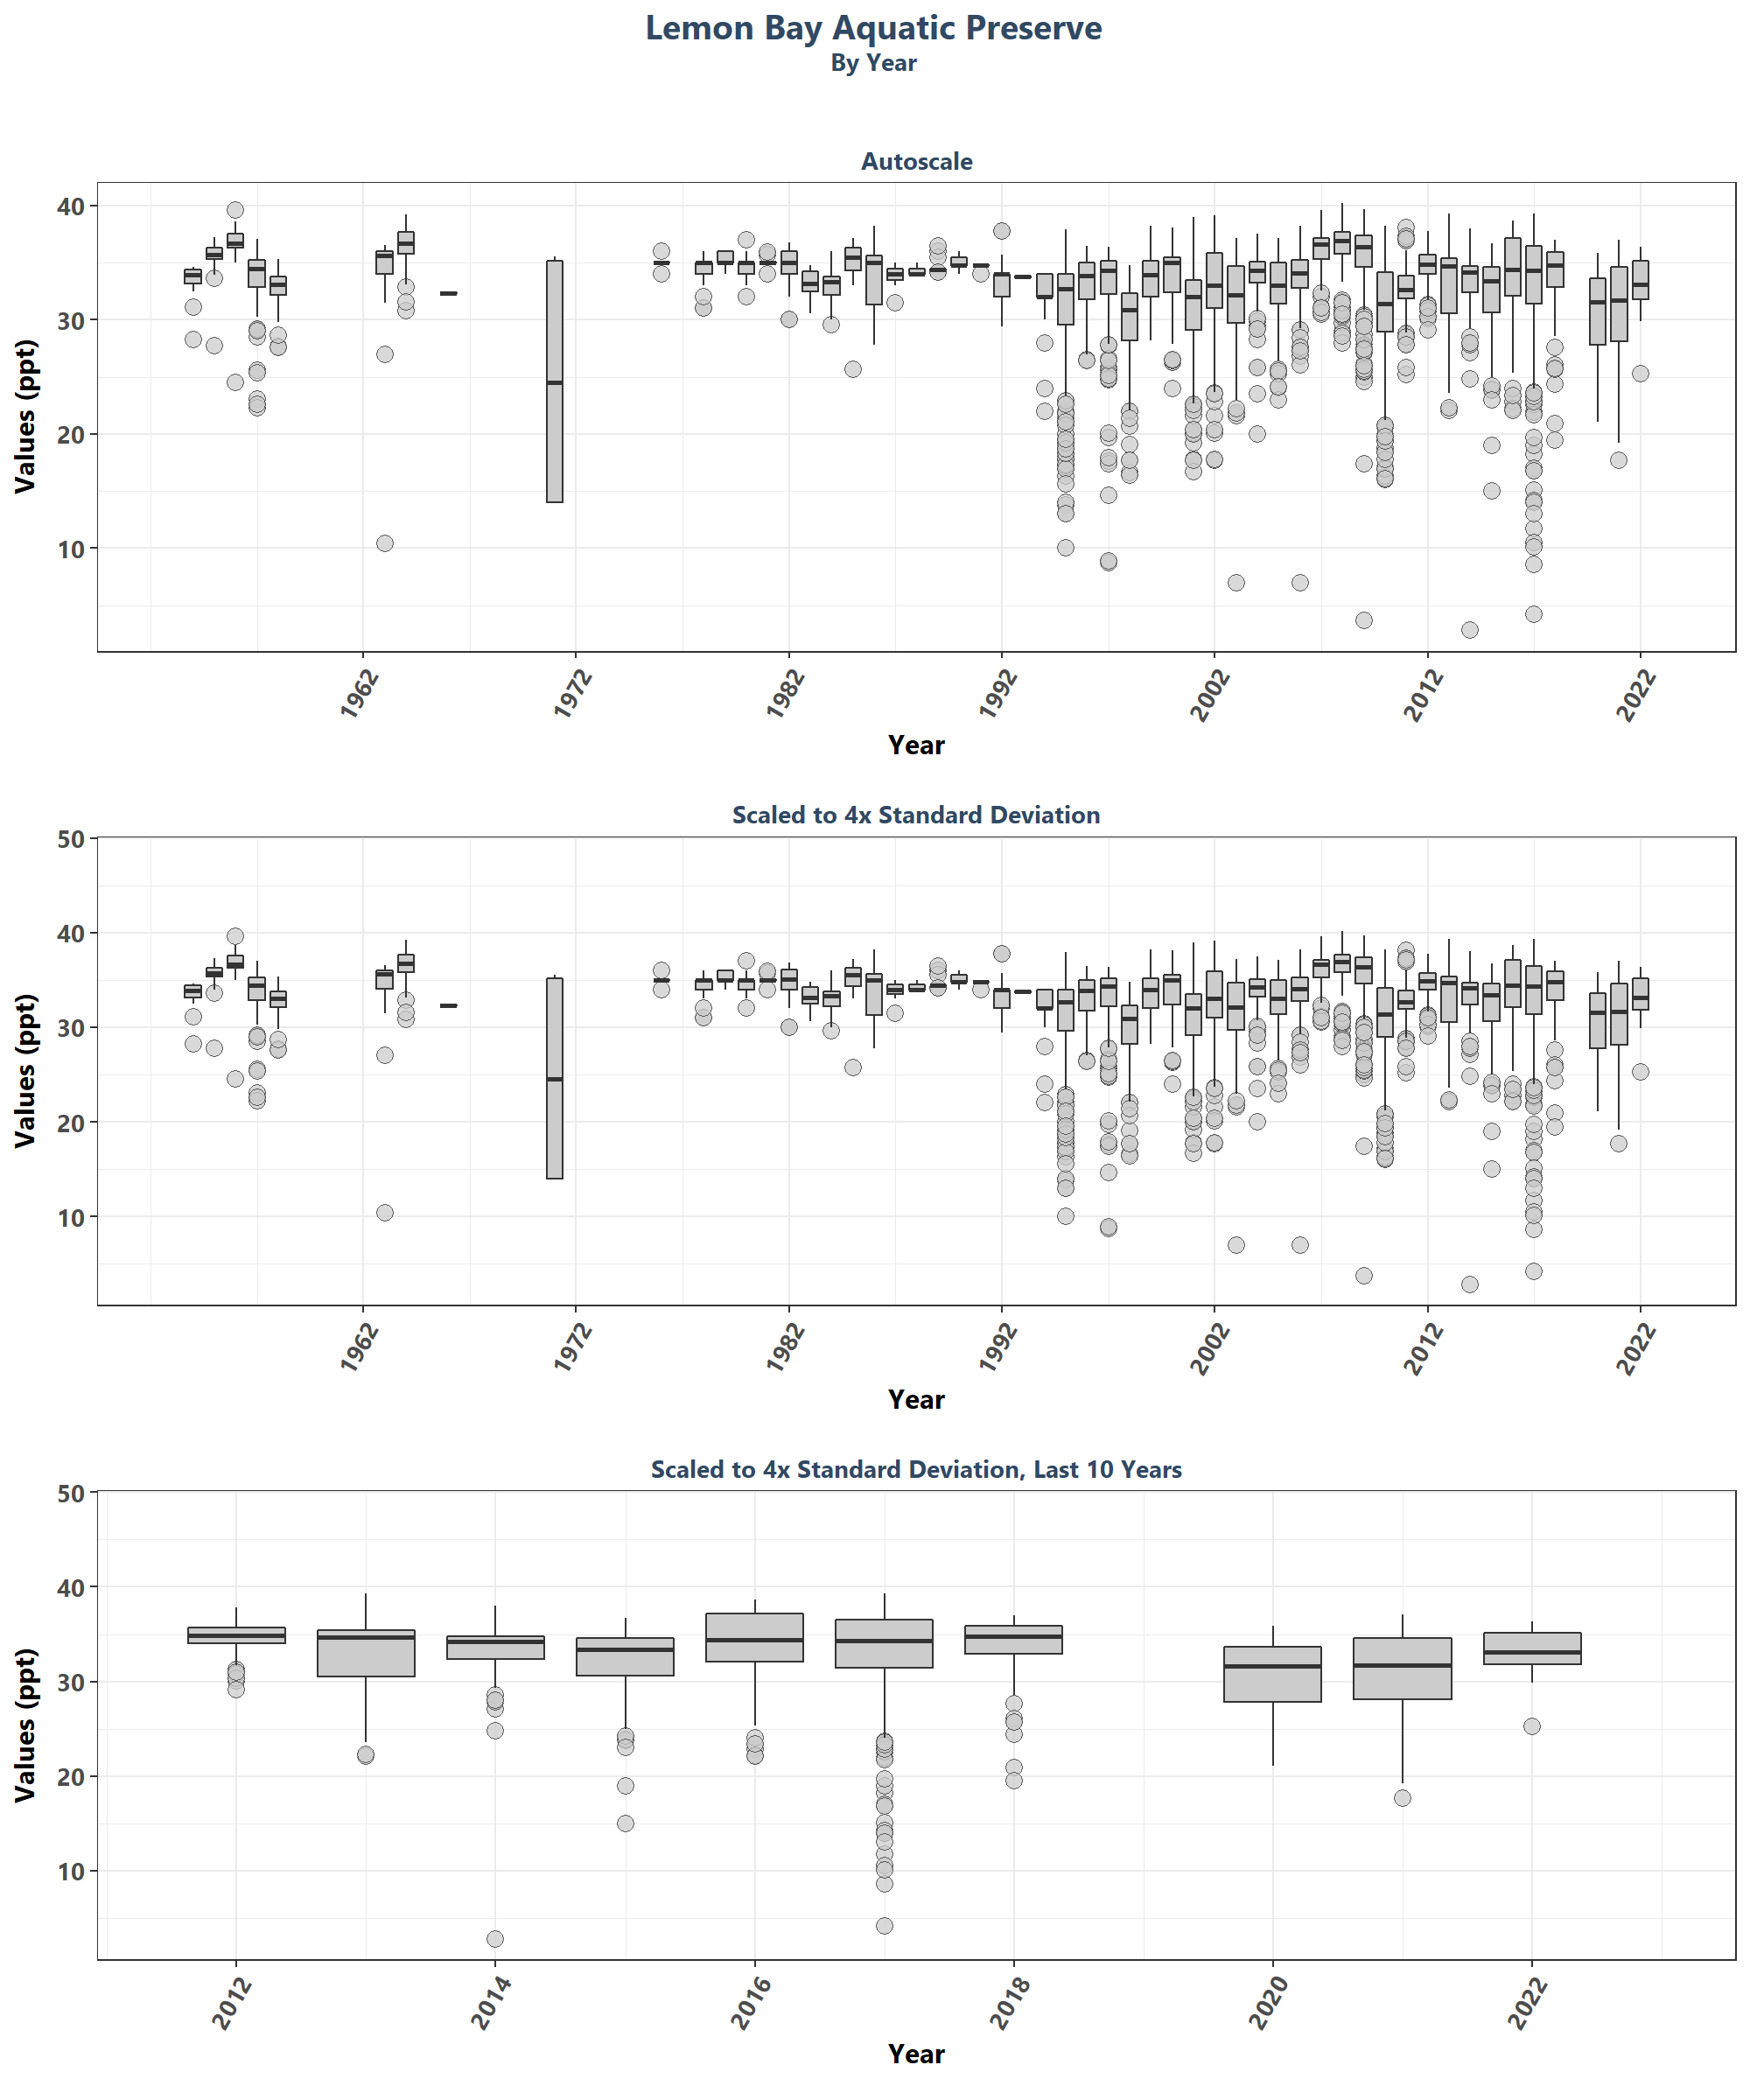 Lemon Bay Aquatic Preserve
By Year
Autoscale
40
30
20
10
Values (ppt)
1962 1972 1982 1992 2002 2012 2022
Year
Scaled to 4x Standard Deviation
50
40
30
20
10
Values (ppt)
1962 1972 1982 1992 2002 2012 2022
Year
Scaled to 4x Standard Deviation, Last 10 Years
50
40
30
20
10
Values (ppt)
2012 2014 2016 2018 2020 2022
Year